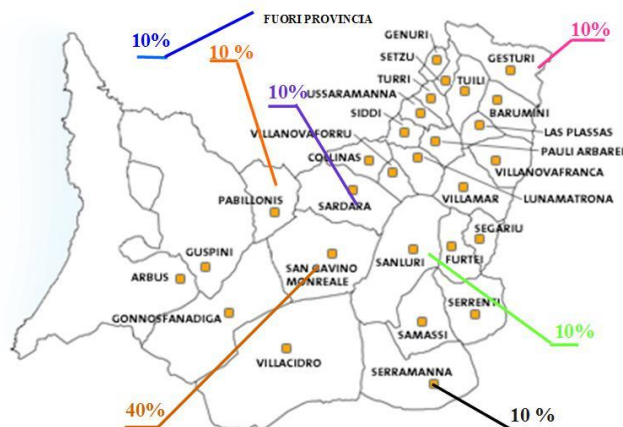 FUORI PROVINCIA
10%
10 %
10%
10%
GENURI
SETZU
TURRI
USSARAMANNA
SIDDI
VILLANOVAFORRU
COLLINAS
TUILI
GESTURI
BARUMINI
LAS PLASSAS
PAULI ARBAREI
VILLANOVAFRANCA
LUNAMATRONA
VILLAMAR
SARDARA
PABILLONIS
SEGARIU
FURTEI
SANLURI
GUSPINI
ARBUS
SAN GAVINO
MONREALE
GONNOSFANADIGA
SERRENTI
SAMASSI
10%
VILLACIDRO
SERRAMANNA
40%
10 %